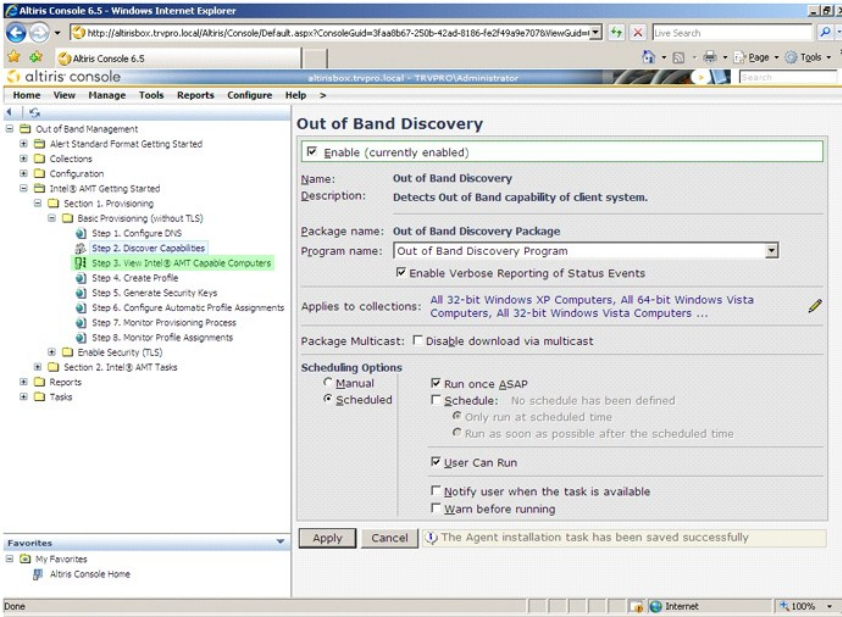 Altiris Console 6.5 - Windows Internet Explorer
http://altirisbox.trvpro.local/Altiris/Console/Default.aspx?ConsoleGuid=3faa8b67-250b-42ad-8186-fe2f49a9e707&ViewGuid=
Live Search
Altiris Console 6.5
Page
Tools
altiris console
altirisbox.trvpro.local - TRVPRO\Administrator
Search
Home View Manage Tools Reports Configure Help >
Out of Band Management
Alert Standard Format Getting Started
Collections
Configuration
Intel® AMT Getting Started
Section 1. Provisioning
Basic Provisioning (without TLS)
Step 1. Configure DNS
Step 2. Discover Capabilities
Step 3. View Intel® AMT Capable Computers
Step 4. Create Profile
Step 5. Generate Security Keys
Step 6. Configure Automatic Profile Assignments
Step 7. Monitor Provisioning Process
Step 8. Monitor Profile Assignments
Enable Security (TLS)
Section 2. Intel® AMT Tasks
Reports
Tasks
Favorites
My Favorites
Altiris Console Home
Out of Band Discovery
Enable (currently enabled)
Name: Out of Band Discovery
Description: Detects Out of Band capability of client system.
Package name: Out of Band Discovery Package
Program name: Out of Band Discovery Program
Enable Verbose Reporting of Status Events
Applies to collections: All 32-bit Windows XP Computers, All 64-bit Windows Vista
Computers, All 32-bit Windows Vista Computers ...
Package Multicast: Disable download via multicast
Scheduling Options
Manual
Scheduled
Run once ASAP
Schedule: No schedule has been defined
Only run at scheduled time
Run as soon as possible after the scheduled time
User Can Run
Notify user when the task is available
Warn before running
Apply Cancel The Agent installation task has been saved successfully
Done
Internet
100%